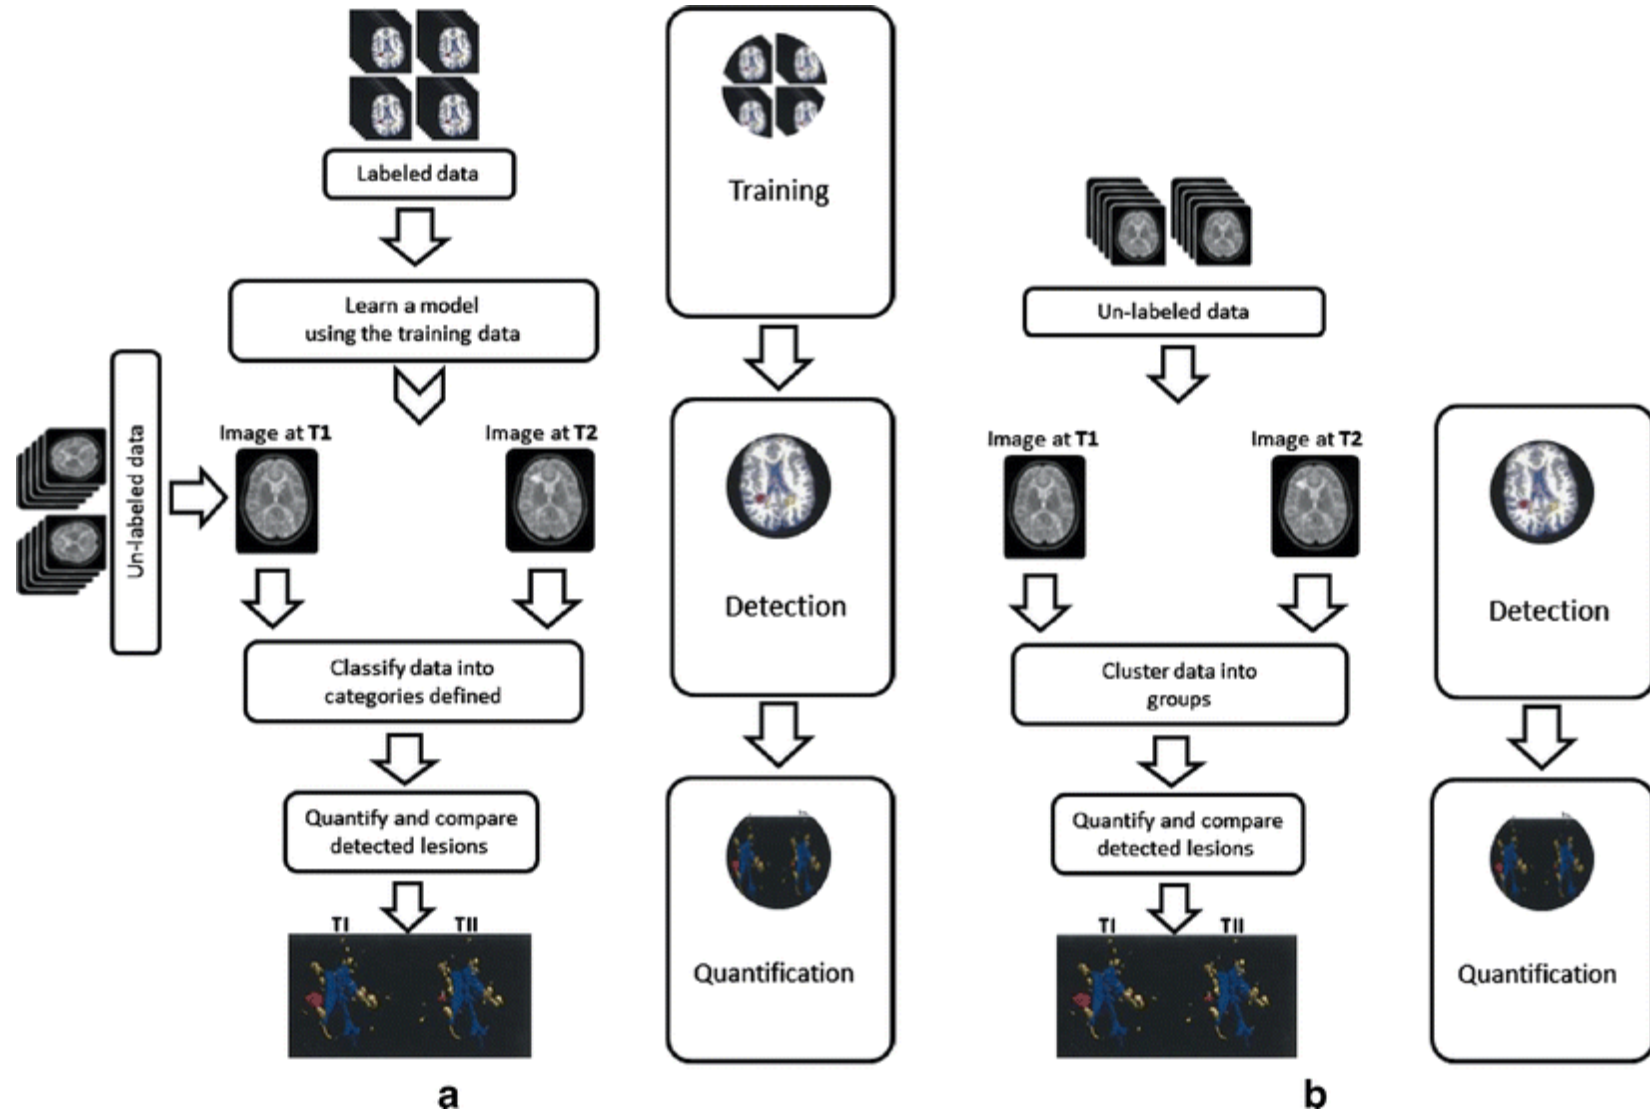 Labeled data
Learn a model
using the training data
Un-labeled data
Image at T1
Image at T2
Classify data into
categories defined
Quantify and compare
detected lesions
TI
TII
a
Training
Detection
Quantification
Un-labeled data
Image at T1
Image at T2
Cluster data into
groups
Quantify and compare
detected lesions
TI
TII
b
Detection
Quantification